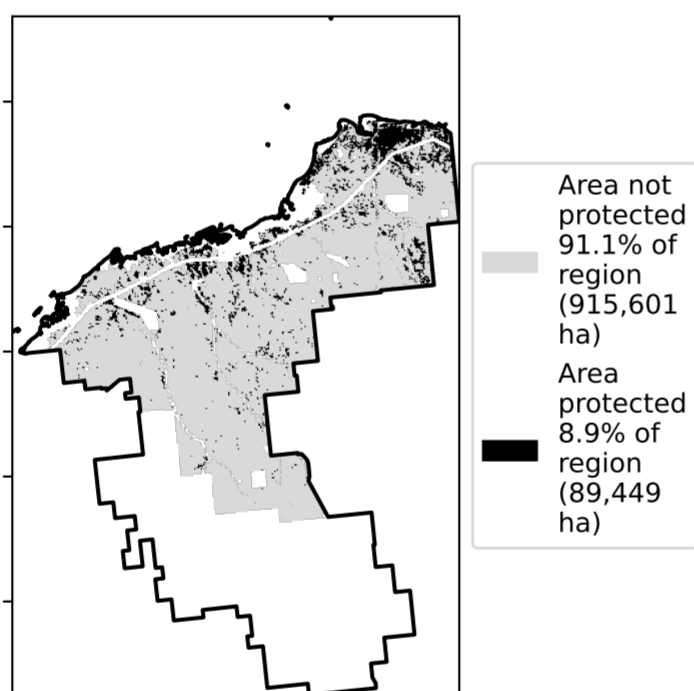 Area not
protected
91.1% of
region
(915,601
ha)
Area
protected
8.9% of
region
(89,449
ha)